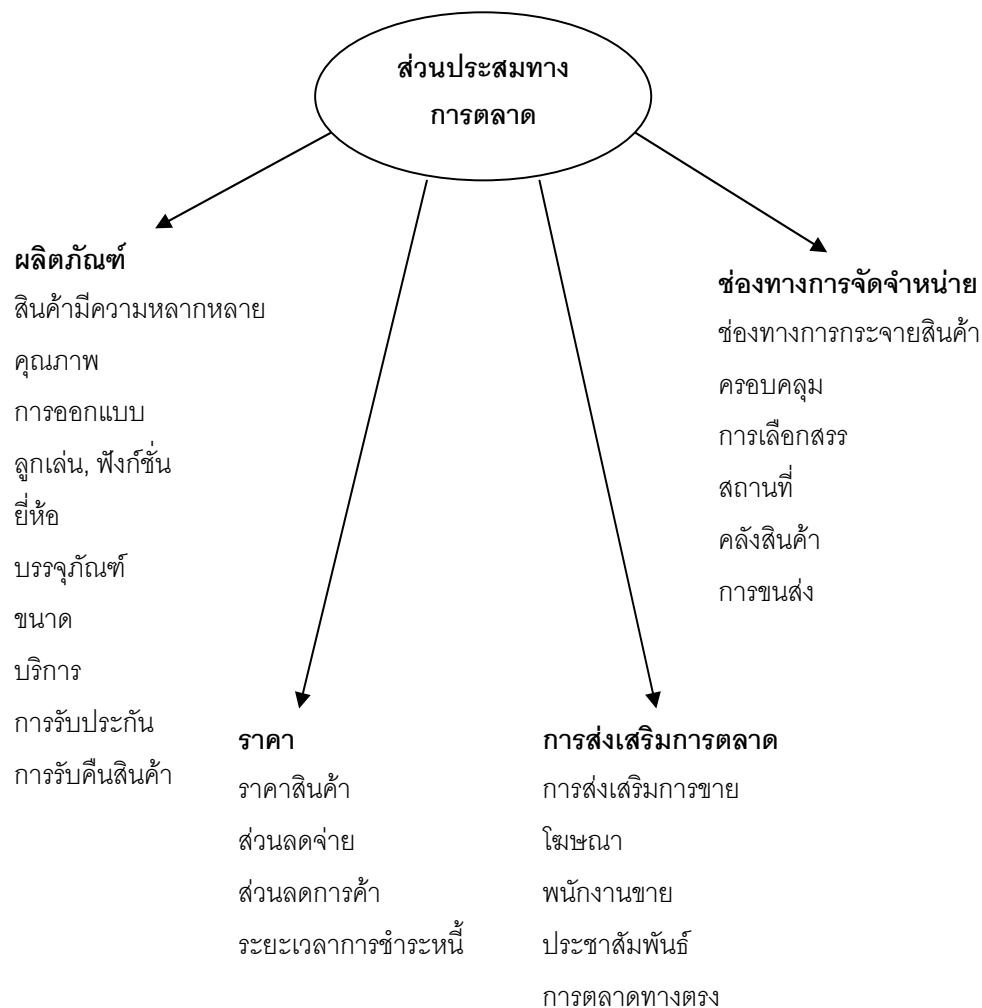 ส่วนประสมทาง
การตลาด
ผลิตภัณฑ์
สินค้ามีความหลากหลาย
คุณภาพ
การออกแบบ
ลูกเล่น, ฟังก์ชั่น
ยี่ห้อ
บรรจุภัณฑ์
ขนาด
บริการ
การรับประกัน
การรับคืนสินค้า
ราคา
ราคาสินค้า
ส่วนลดจ่าย
ส่วนลดการค้า
ระยะเวลาการชำระหนี้
การส่งเสริมการตลาด
การส่งเสริมการขาย
โฆษณา
พนักงานขาย
ประชาสัมพันธ์
การตลาดทางตรง
ช่องทางการจัดจำหน่าย
ช่องทางการกระจายสินค้า
ครอบคลุม
การเลือกสรร
สถานที่
คลังสินค้า
การขนส่ง